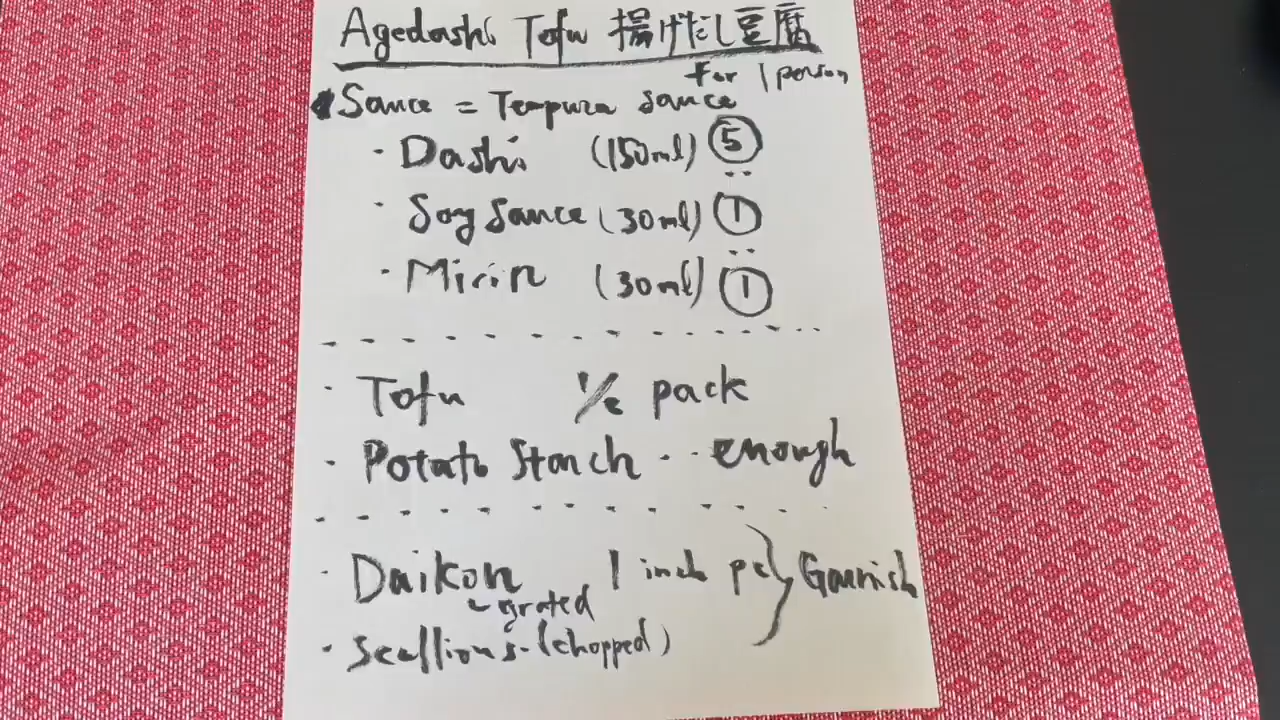 Agedashi Tofu 揚げだし豆腐
for 1 person
Sauce = Tempura sauce
· Dashi (150ml) ⑤
· Soy Sauce (30ml) ①
· Mirin (30ml) ①
· Tofu 1/2 pack
· Potato Starch ·· enough
· Daikon 1 inch pc } Garnish
grated
· Scallions · (chopped)